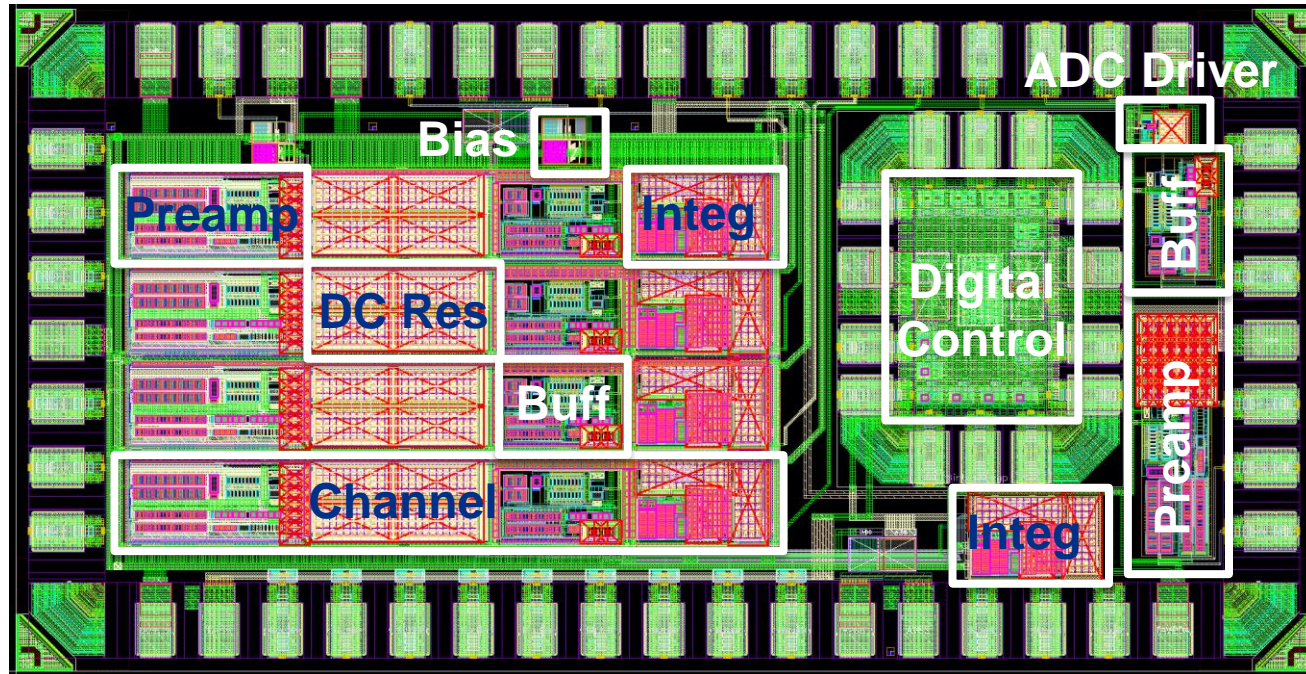 ADC Driver
Bias
Preamp
Integ
Buff
DC Res
Digital
Control
Buff
Preamp
Channel
Integ